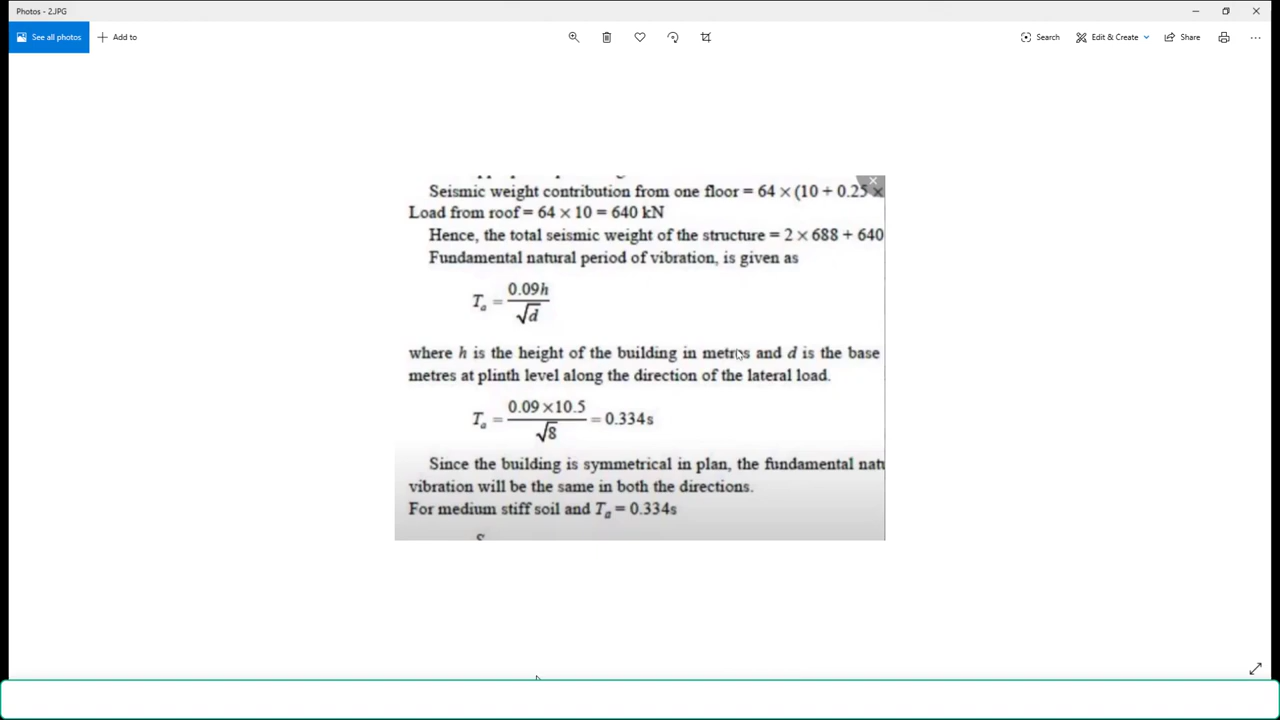 Photos - 2.JPG
See all photos
Add to
Search
Edit & Create
Share
Seismic weight contribution from one floor = 64 × (10 + 0.25 ×
Load from roof = 64 × 10 = 640 kN
Hence, the total seismic weight of the structure = 2 × 688 + 640
Fundamental natural period of vibration, is given as
Ta = 0.09h / √d
where h is the height of the building in metres and d is the base
metres at plinth level along the direction of the lateral load.
Ta = 0.09 ×10.5 / √8 = 0.334s
Since the building is symmetrical in plan, the fundamental
vibration will be the same in both the directions.
For medium stiff soil and Ta = 0.334s